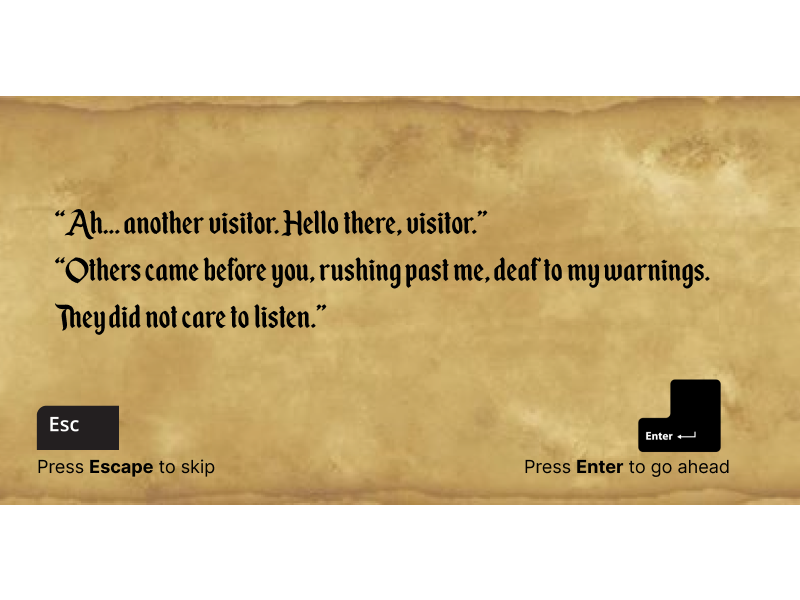 “Ah... another visitor. Hello there, visitor.”
“Others came before you, rushing past me, deaf to my warnings.
They did not care to listen.”
Esc
Enter
Press Escape to skip
Press Enter to go ahead